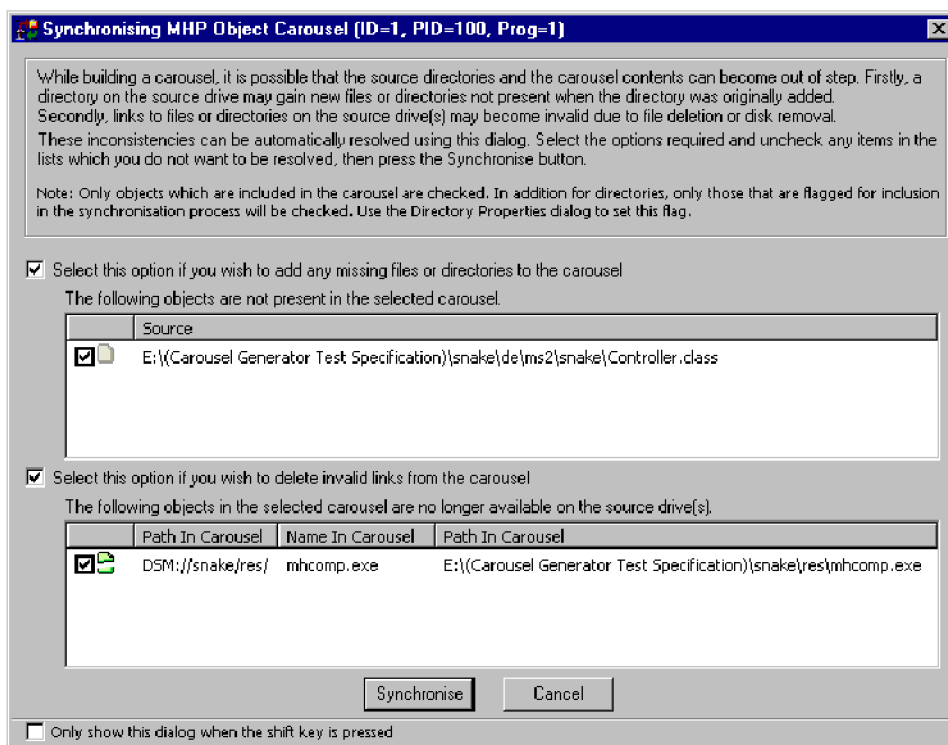 Synchronising MHP Object Carousel (ID=1, PID=100, Prog=1)
While building a carousel, it is possible that the source directories and the carousel contents can become out of step. Firstly, a
directory on the source drive may gain new files or directories not present when the directory was originally added.
Secondly, links to files or directories on the source drive(s) may become invalid due to file deletion or disk removal.
These inconsistencies can be automatically resolved using this dialog. Select the options required and uncheck any items in the
lists which you do not want to be resolved, then press the Synchronise button.
Note: Only objects which are included in the carousel are checked. In addition for directories, only those that are flagged for inclusion
in the synchronisation process will be checked. Use the Directory Properties dialog to set this flag.
Select this option if you wish to add any missing files or directories to the carousel
The following objects are not present in the selected carousel.
Source
E:\(Carousel Generator Test Specification)\snake\de\ms2\snake\Controller.class
Select this option if you wish to delete invalid links from the carousel
The following objects in the selected carousel are no longer available on the source drive(s).
Path In Carousel Name In Carousel Path In Carousel
DSM://snake/res/ mhcomp.exe E:\(Carousel Generator Test Specification)\snake\res\mhcomp.exe
Synchronise Cancel
Only show this dialog when the shift key is pressed